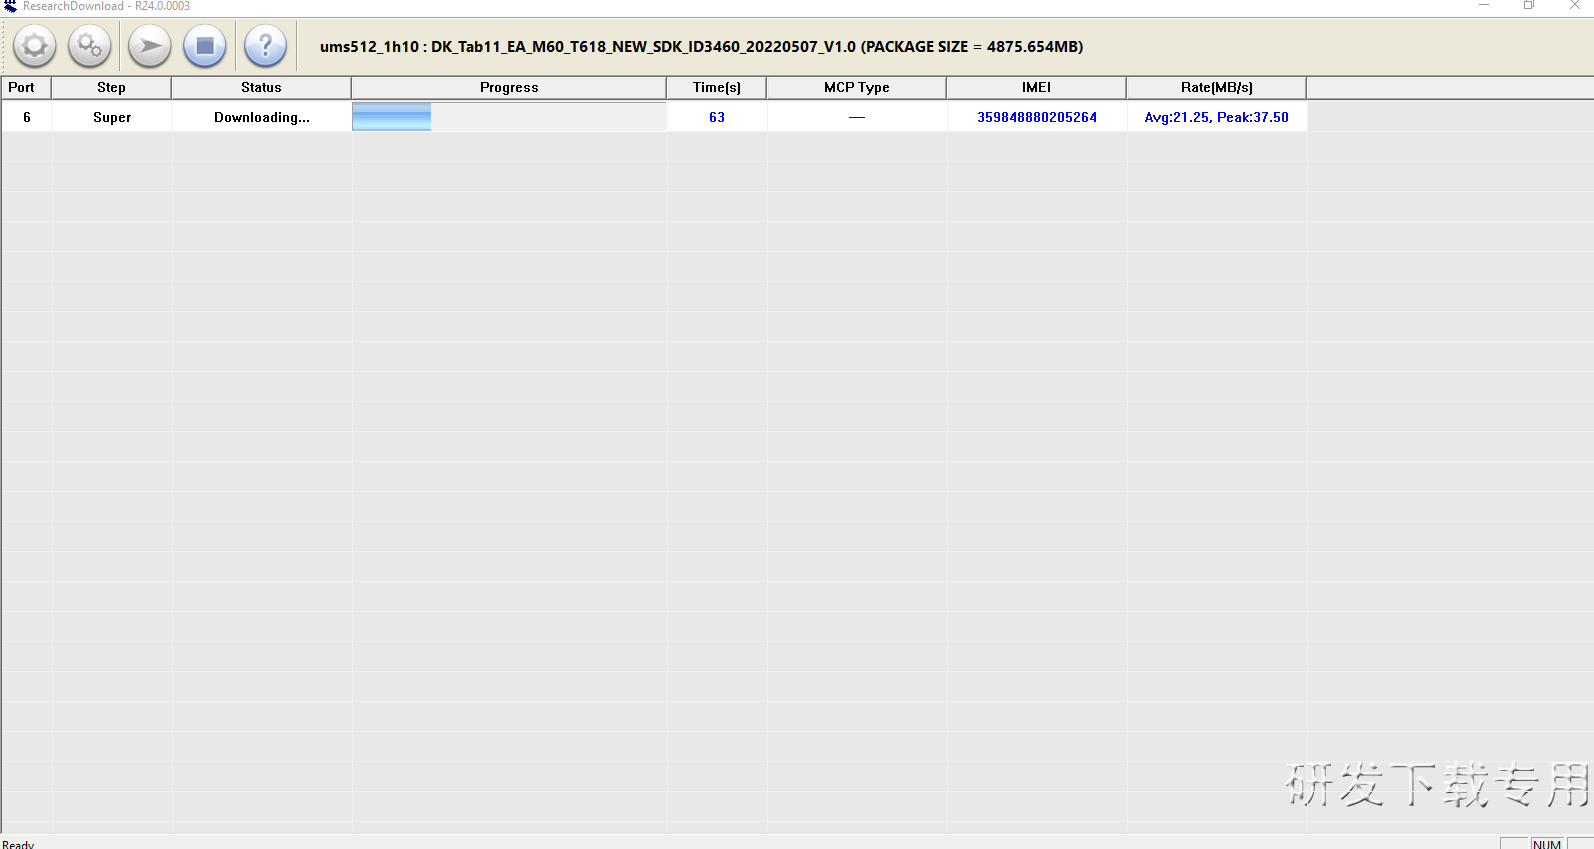 ResearchDownload - R24.0.0003
ums512_1h10 : DK_Tab11_EA_M60_T618_NEW_SDK_ID3460_20220507_V1.0 (PACKAGE SIZE = 4875.654MB)
Port Step Status Progress Time(s) MCP Type IMEI Rate(MB/s)
6 Super Downloading... 63 — 359848880205264 Avg:21.25, Peak:37.50
研发下载专用
Ready NUM